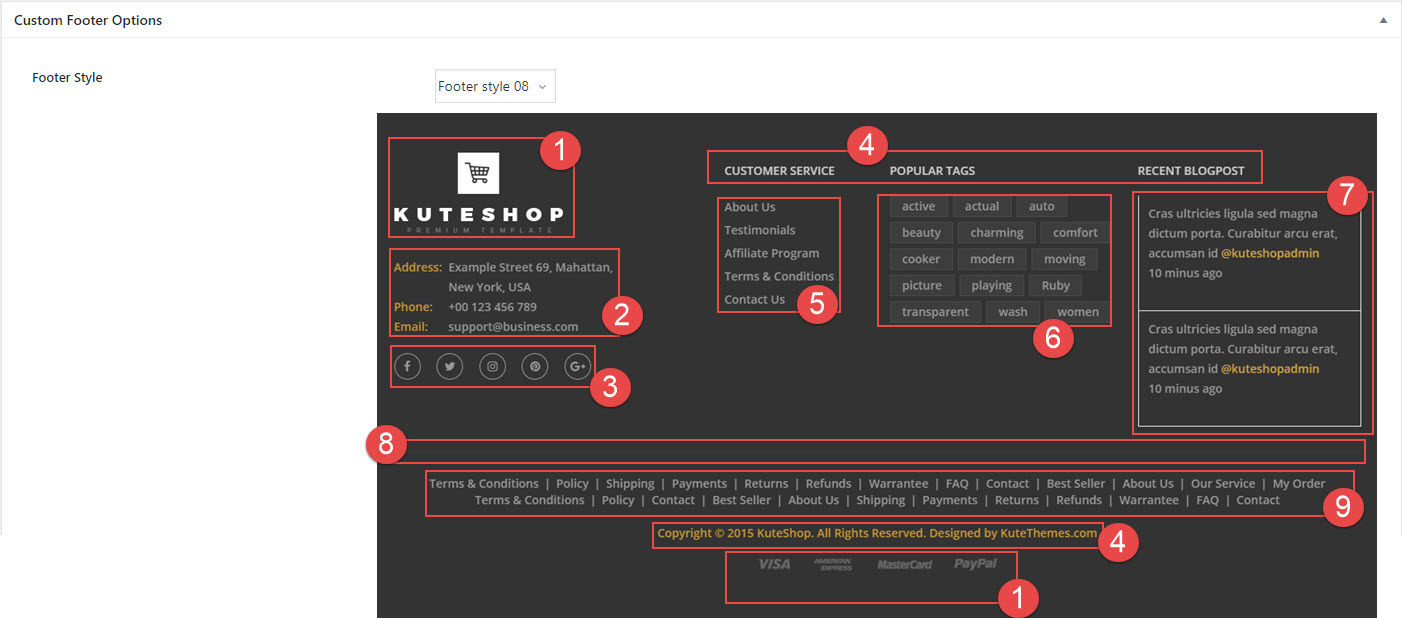 Custom Footer Options
Footer Style
Footer style 08
1
KUTESHOP
PREMIUM TEMPLATE
Address: Example Street 69, Mahattan,
New York, USA
Phone: +00 123 456 789
Email: support@business.com
2
3
4
CUSTOMER SERVICE POPULAR TAGS RECENT BLOGPOST
About Us
Testimonials
Affiliate Program
Terms & Conditions
Contact Us
5
active actual auto
beauty charming comfort
cooker modern moving
picture playing Ruby
transparent wash women
6
7
Cras ultricies ligula sed magna
dictum porta. Curabitur arcu erat,
accumsan id @kuteshopadmin
10 minus ago
Cras ultricies ligula sed magna
dictum porta. Curabitur arcu erat,
accumsan id @kuteshopadmin
10 minus ago
8
Terms & Conditions | Policy | Shipping | Payments | Returns | Refunds | Warrantee | FAQ | Contact | Best Seller | About Us | Our Service | My Order
Terms & Conditions | Policy | Contact | Best Seller | About Us | Shipping | Payments | Returns | Refunds | Warrantee | FAQ | Contact
9
Copyright © 2015 KuteShop. All Rights Reserved. Designed by KuteThemes.com
4
VISA AMERICAN EXPRESS MasterCard PayPal
1